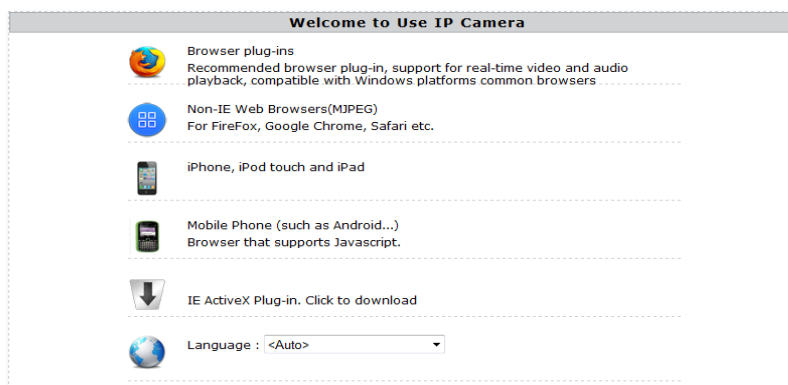 Welcome to Use IP Camera
Browser plug-ins
Recommended browser plug-in, support for real-time video and audio
playback, compatible with Windows platforms common browsers
Non-IE Web Browsers(MJPEG)
For FireFox, Google Chrome, Safari etc.
iPhone, iPod touch and iPad
Mobile Phone (such as Android...)
Browser that supports Javascript.
IE ActiveX Plug-in. Click to download
Language : <Auto>